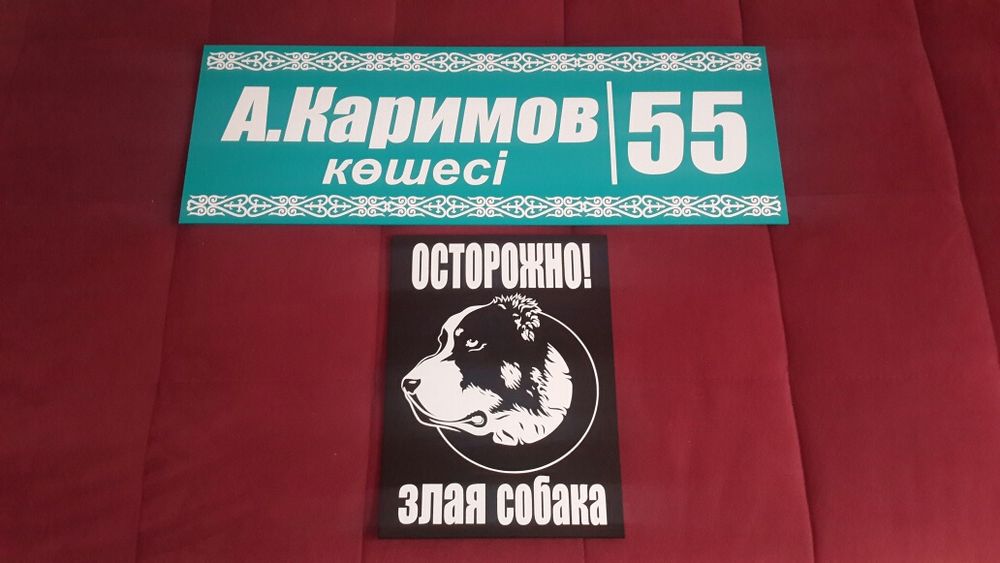 А.Каримов
көшесі
55
ОСТОРОЖНО!
злая собака